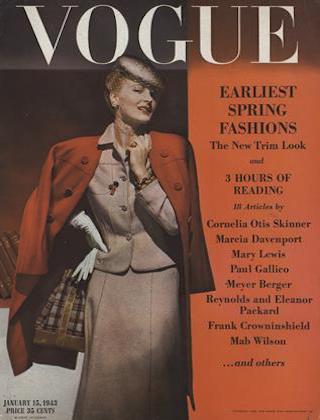 VOGUE
EARLIEST
SPRING
FASHIONS
The New Trim Look
and
3 HOURS OF
READING
18 Articles by
Cornelia Otis Skinner
Marcia Davenport
Mary Lewis
Paul Gallico
Meyer Berger
Reynolds and Eleanor
Packard
Frank Crowninshield
Mab Wilson
...and others
JANUARY 15, 1943
PRICE 35 CENTS